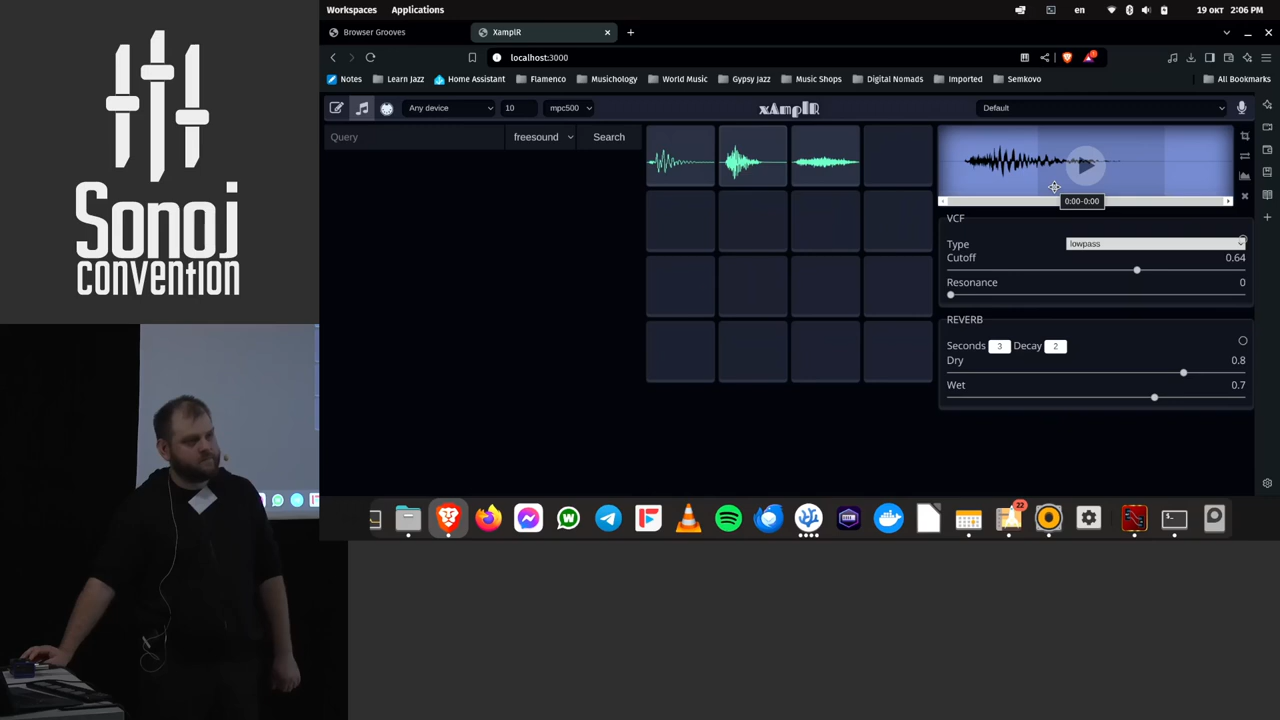 Sonoj
convention
Workspaces Applications
en
19 окт 2:06 PM
Browser Grooves
XamplR
localhost:3000
Notes
Learn Jazz
Home Assistant
Flamenco
Musichology
World Music
Gypsy Jazz
Music Shops
Digital Nomads
Imported
Semkovo
All Bookmarks
Any device
10
mpc500
xAmplR
Default
Query
freesound
Search
0:00-0:00
VCF
Type
lowpass
Cutoff
0.64
Resonance
0
REVERB
Seconds 3 Decay 2
Dry
0.8
Wet
0.7
22